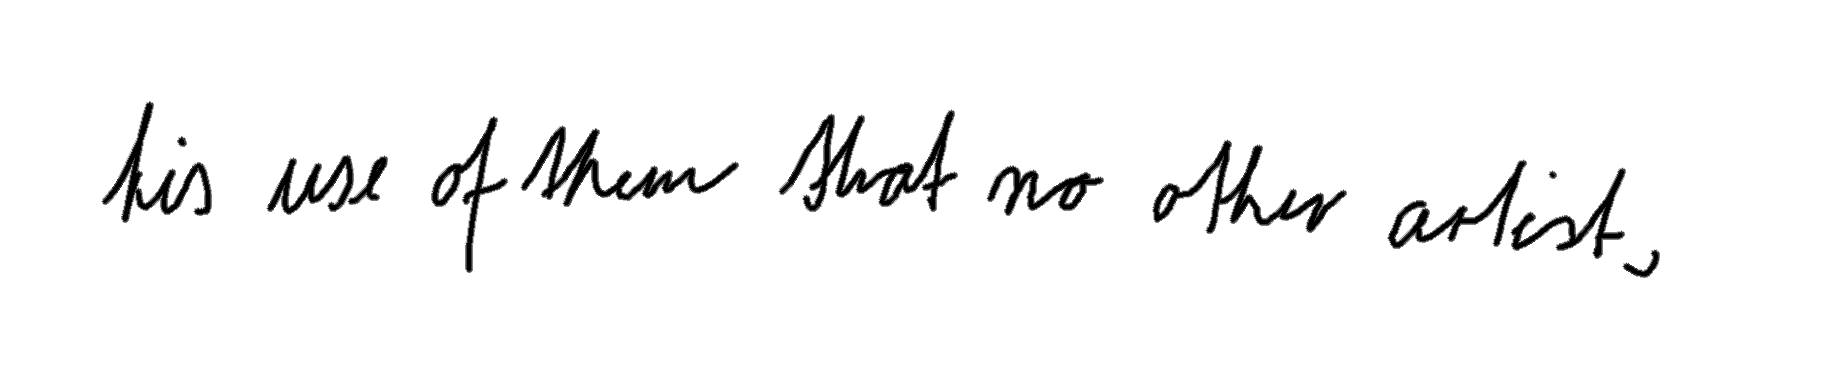 his use of them that no other artist,